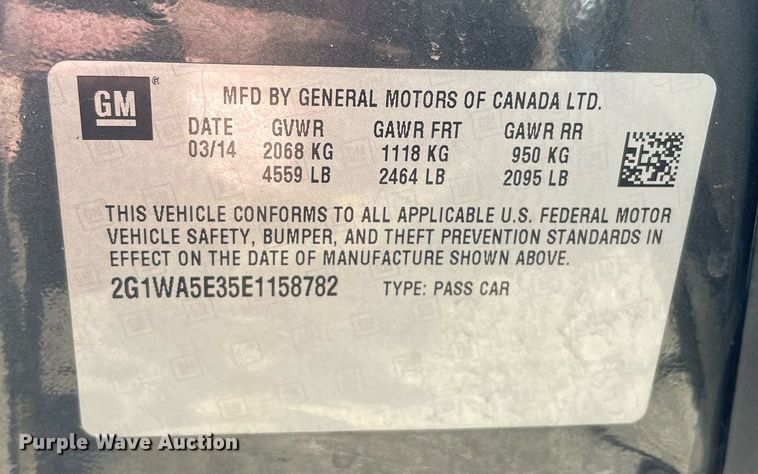 GM
MFD BY GENERAL MOTORS OF CANADA LTD.
DATE GVWR GAWR FRT GAWR RR
03/14 2068 KG 1118 KG 950 KG
4559 LB 2464 LB 2095 LB
THIS VEHICLE CONFORMS TO ALL APPLICABLE U.S. FEDERAL MOTOR
VEHICLE SAFETY, BUMPER, AND THEFT PREVENTION STANDARDS IN
EFFECT ON THE DATE OF MANUFACTURE SHOWN ABOVE.
2G1WA5E35E1158782 TYPE: PASS CAR
Purple Wave Auction